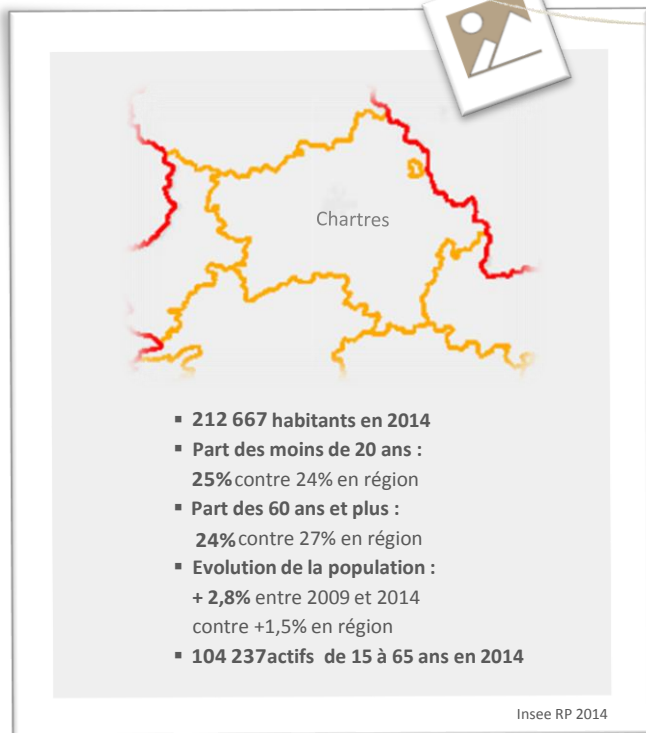 Chartres
▪ 212 667 habitants en 2014
▪ Part des moins de 20 ans :
25% contre 24% en région
▪ Part des 60 ans et plus :
24% contre 27% en région
▪ Evolution de la population :
+ 2,8% entre 2009 et 2014
contre +1,5% en région
▪ 104 237actifs de 15 à 65 ans en 2014
Insee RP 2014